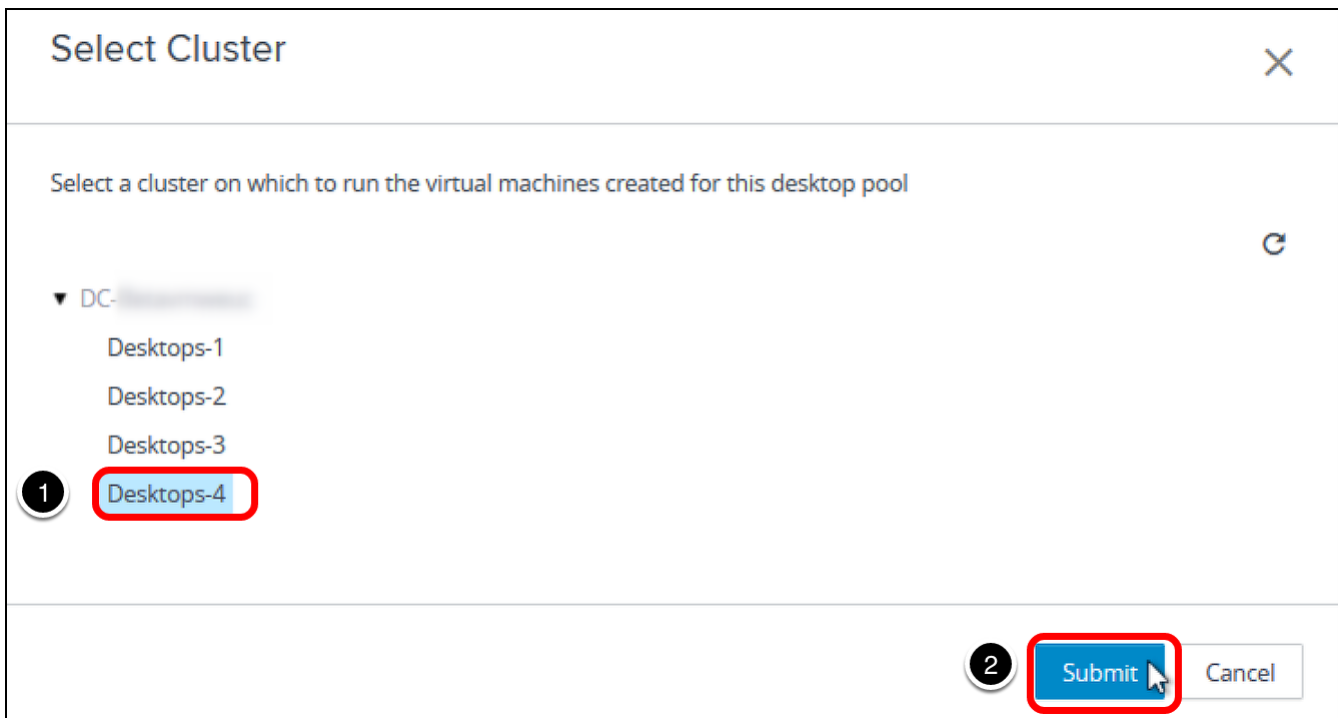 Select Cluster
Select a cluster on which to run the virtual machines created for this desktop pool
DC-
Desktops-1
Desktops-2
Desktops-3
1 Desktops-4
2 Submit Cancel